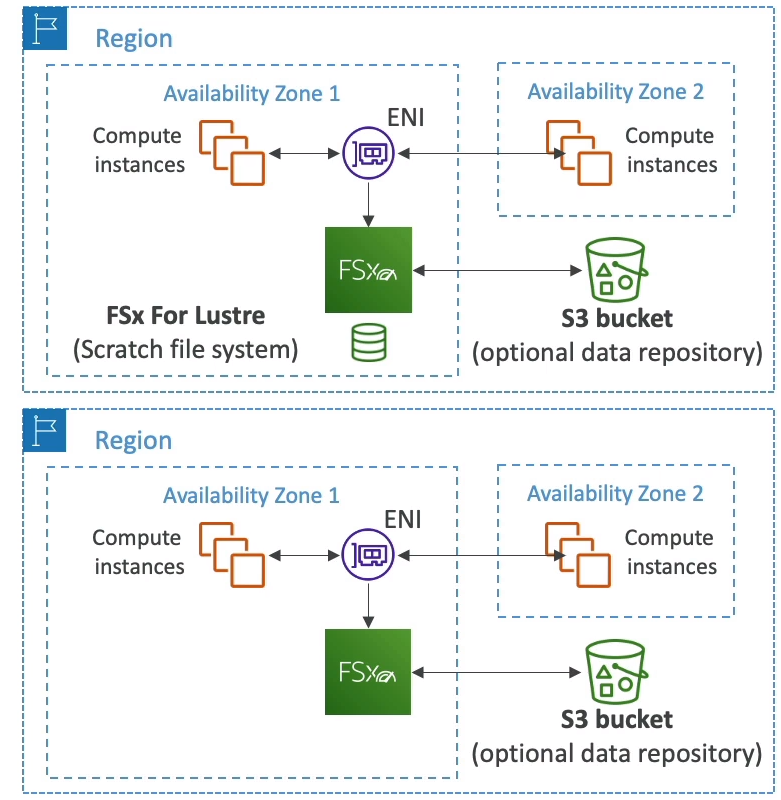 Region
Availability Zone 1
Availability Zone 2
ENI
Compute
instances
Compute
instances
FSx
FSx For Lustre
(Scratch file system)
S3 bucket
(optional data repository)
Region
Availability Zone 1
Availability Zone 2
ENI
Compute
instances
Compute
instances
FSx
S3 bucket
(optional data repository)